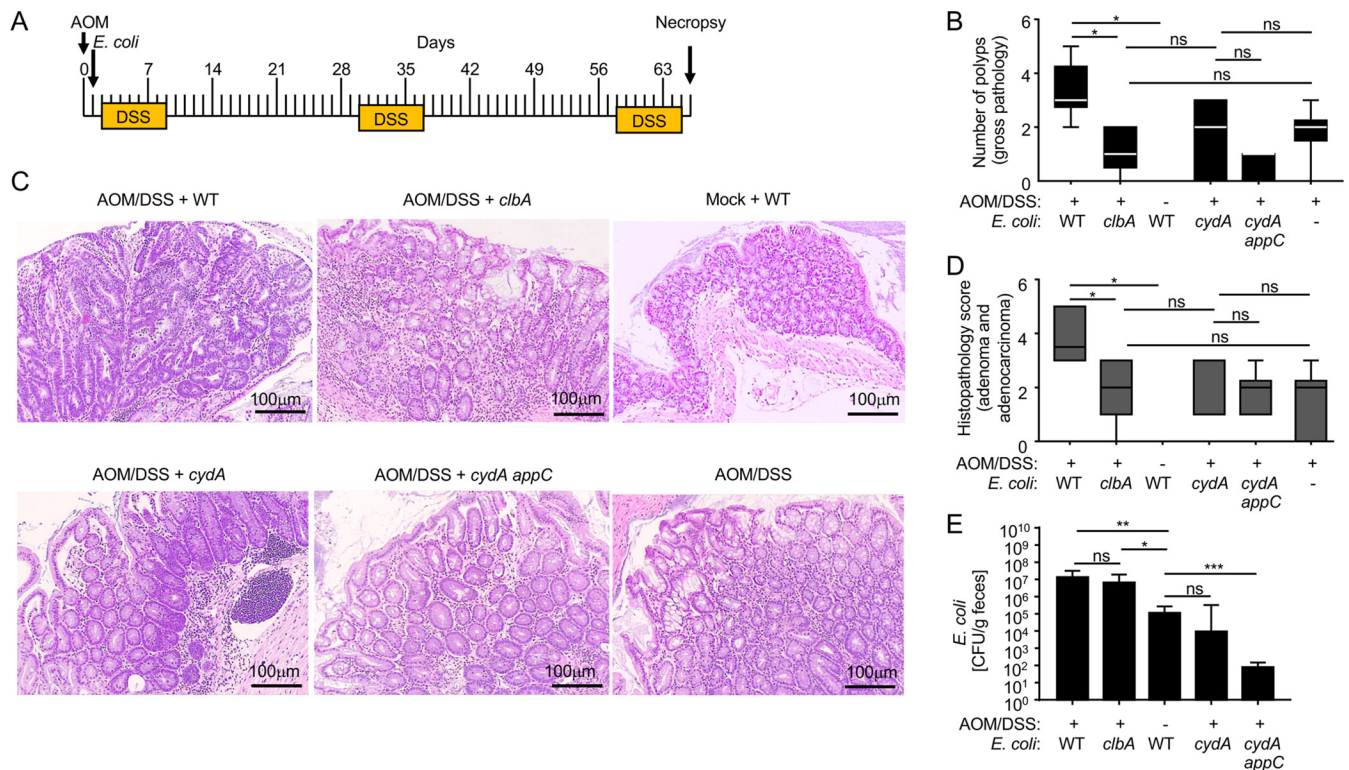 A
AOM
E. coli
Days
Necropsy
0 7 14 21 28 35 42 49 56 63
DSS DSS DSS
B
Number of polyps
(gross pathology)
6
4
2
0
* * ns ns ns ns
AOM/DSS: + + - + + +
E. coli: WT clbA WT cydA cydA appC -
C
AOM/DSS + WT
AOM/DSS + clbA
Mock + WT
100μm 100μm 100μm
AOM/DSS + cydA
AOM/DSS + cydA appC
AOM/DSS
100μm 100μm 100μm
D
Histopathology score
(adenoma and
adenocarcinoma)
6
4
2
0
* * ns ns ns ns
AOM/DSS: + + - + + +
E. coli: WT clbA WT cydA cydA appC -
E
E. coli
[CFU/g feces]
10¹⁰
10⁹
10⁸
10⁷
10⁶
10⁵
10⁴
10³
10²
10¹
10⁰
** ns * *** ns
AOM/DSS: + + - + +
E. coli: WT clbA WT cydA cydA appC